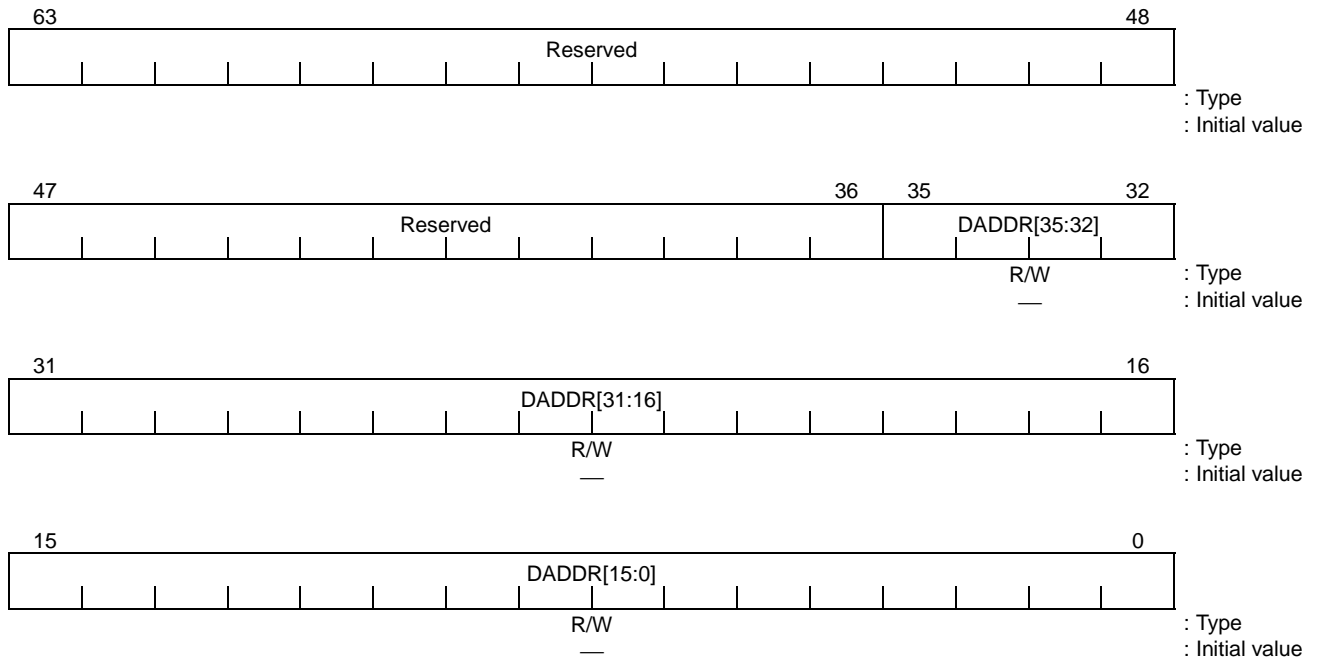 63 48
Reserved
: Type
: Initial value
47 36 35 32
Reserved DADDR[35:32]
R/W : Type
— : Initial value
31 16
DADDR[31:16]
R/W : Type
— : Initial value
15 0
DADDR[15:0]
R/W : Type
— : Initial value